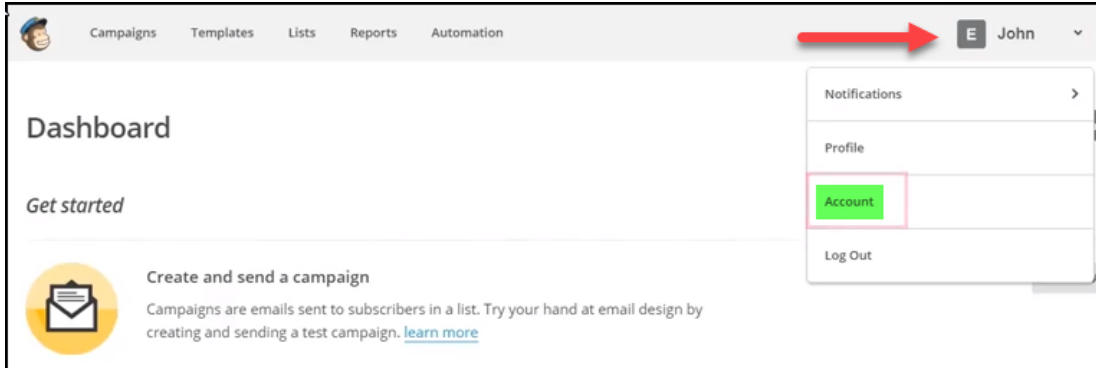 Campaigns Templates Lists Reports Automation
E John
Notifications
Dashboard
Profile
Get started
Account
Log Out
Create and send a campaign
Campaigns are emails sent to subscribers in a list. Try your hand at email design by
creating and sending a test campaign. learn more